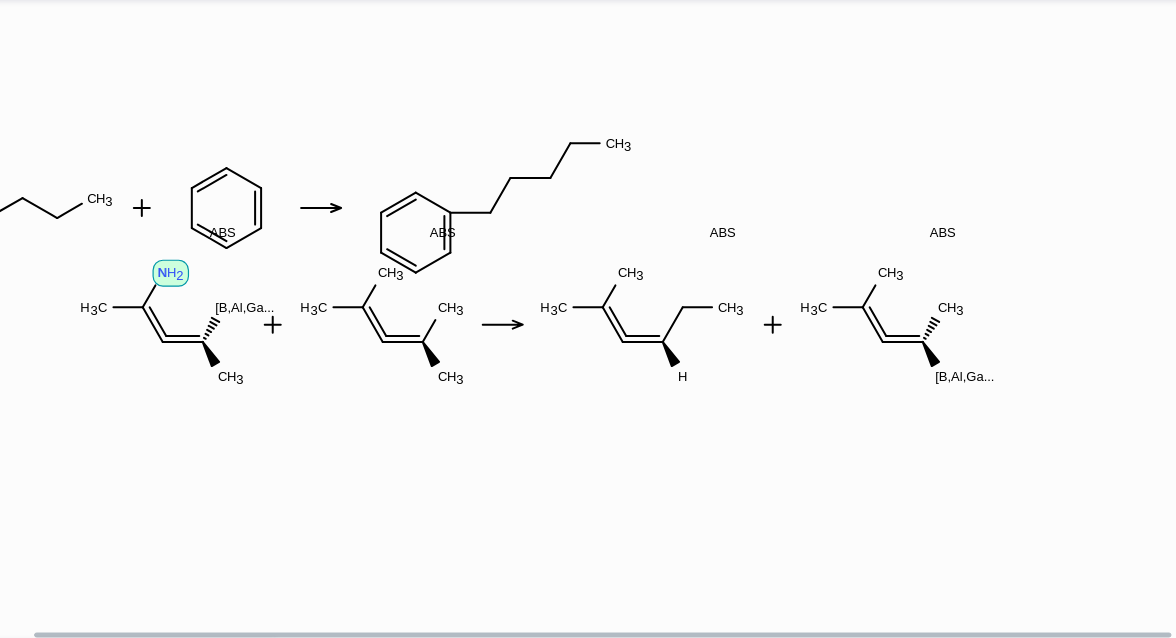 CH3
CH3
+
→
ABS ABS ABS ABS
NH2 CH3 CH3 CH3
H3C [B,Al,Ga... H3C CH3 H3C CH3 H3C CH3
+ → +
CH3 CH3 H [B,Al,Ga...